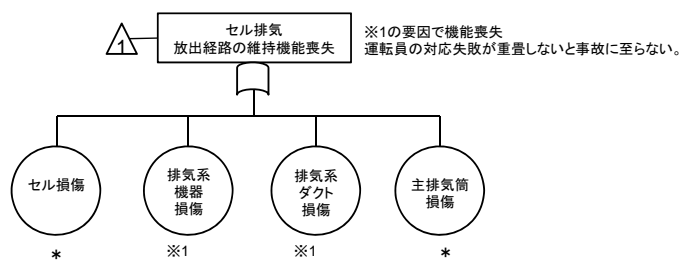 1
セル排気
放出経路の維持機能喪失
※1の要因で機能喪失
運転員の対応失敗が重畳しないと事故に至らない。
セル損傷
排気系
機器
損傷
排気系
ダクト
損傷
主排気筒
損傷
*
※1
※1
*